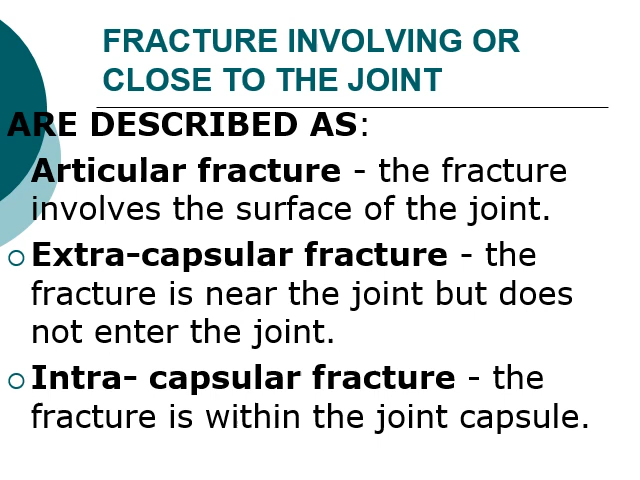 FRACTURE INVOLVING OR
CLOSE TO THE JOINT
ARE DESCRIBED AS:
Articular fracture - the fracture
involves the surface of the joint.
Extra-capsular fracture - the
fracture is near the joint but does
not enter the joint.
Intra- capsular fracture - the
fracture is within the joint capsule.